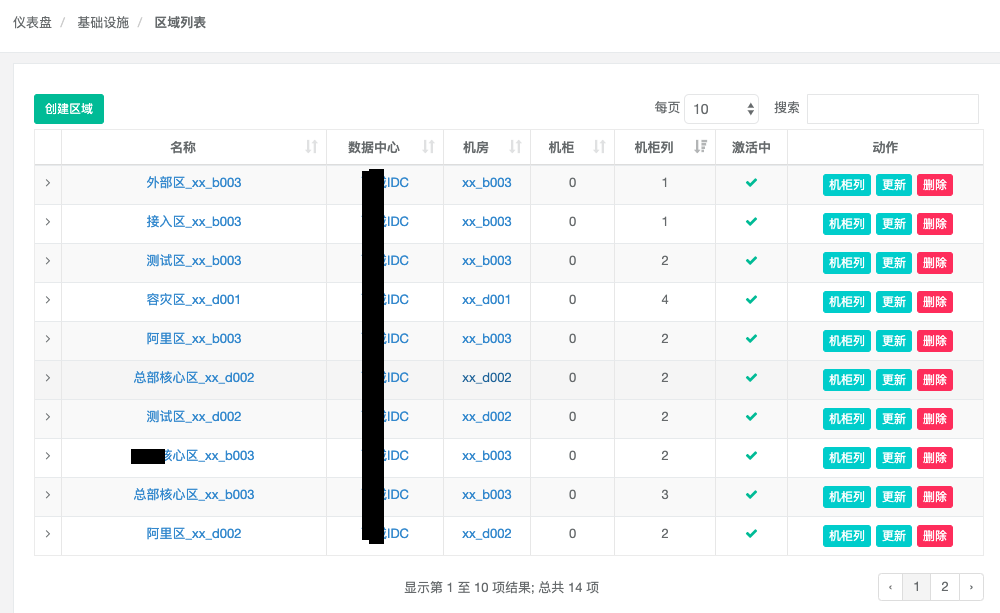 仪表盘 / 基础设施 / 区域列表
创建区域 每页 10 搜索
名称 数据中心 机房 机柜 机柜列 激活中 动作
外部区_xx_b003 IDC xx_b003 0 1 机柜列 更新 删除
接入区_xx_b003 IDC xx_b003 0 1 机柜列 更新 删除
测试区_xx_b003 IDC xx_b003 0 2 机柜列 更新 删除
容灾区_xx_d001 IDC xx_d001 0 4 机柜列 更新 删除
阿里区_xx_b003 IDC xx_b003 0 2 机柜列 更新 删除
总部核心区_xx_d002 IDC xx_d002 0 2 机柜列 更新 删除
测试区_xx_d002 IDC xx_d002 0 2 机柜列 更新 删除
核心区_xx_b003 IDC xx_b003 0 2 机柜列 更新 删除
总部核心区_xx_b003 IDC xx_b003 0 3 机柜列 更新 删除
阿里区_xx_d002 IDC xx_d002 0 2 机柜列 更新 删除
显示第 1 至 10 项结果; 总共 14 项 ‹ 1 2 ›